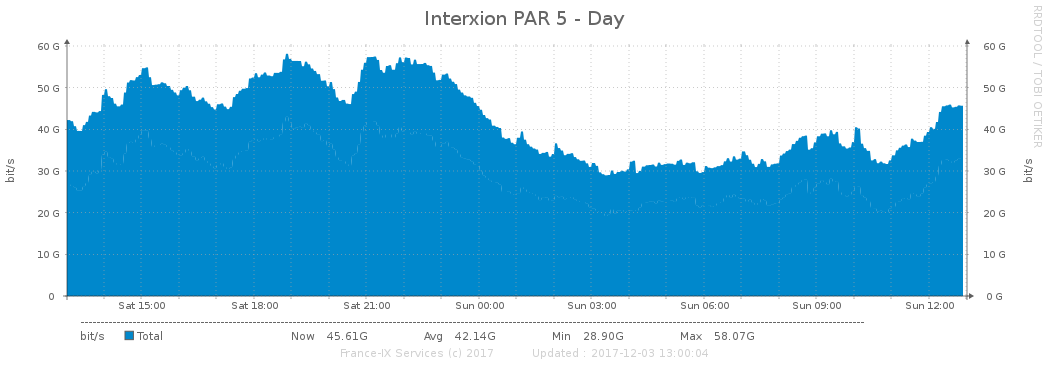 Interxion PAR 5 - Day
RRDTOOL / TOBI OETIKER
bit/s
60 G
50 G
40 G
30 G
20 G
10 G
0
60 G
50 G
40 G
30 G
20 G
10 G
0 G
bit/s
Sat 15:00 Sat 18:00 Sat 21:00 Sun 00:00 Sun 03:00 Sun 06:00 Sun 09:00 Sun 12:00
bit/s Total Now 45.61G Avg 42.14G Min 28.90G Max 58.07G
France-IX Services (c) 2017 Updated : 2017-12-03 13:00:04